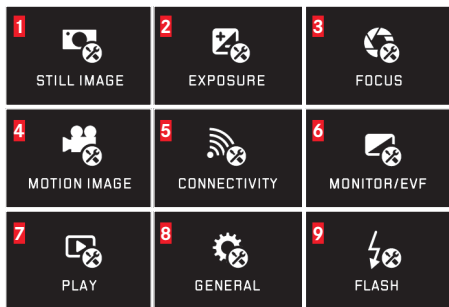 1 2 3
STILL IMAGE EXPOSURE FOCUS
4 5 6
MOTION IMAGE CONNECTIVITY MONITOR/EVF
7 8 9
PLAY GENERAL FLASH